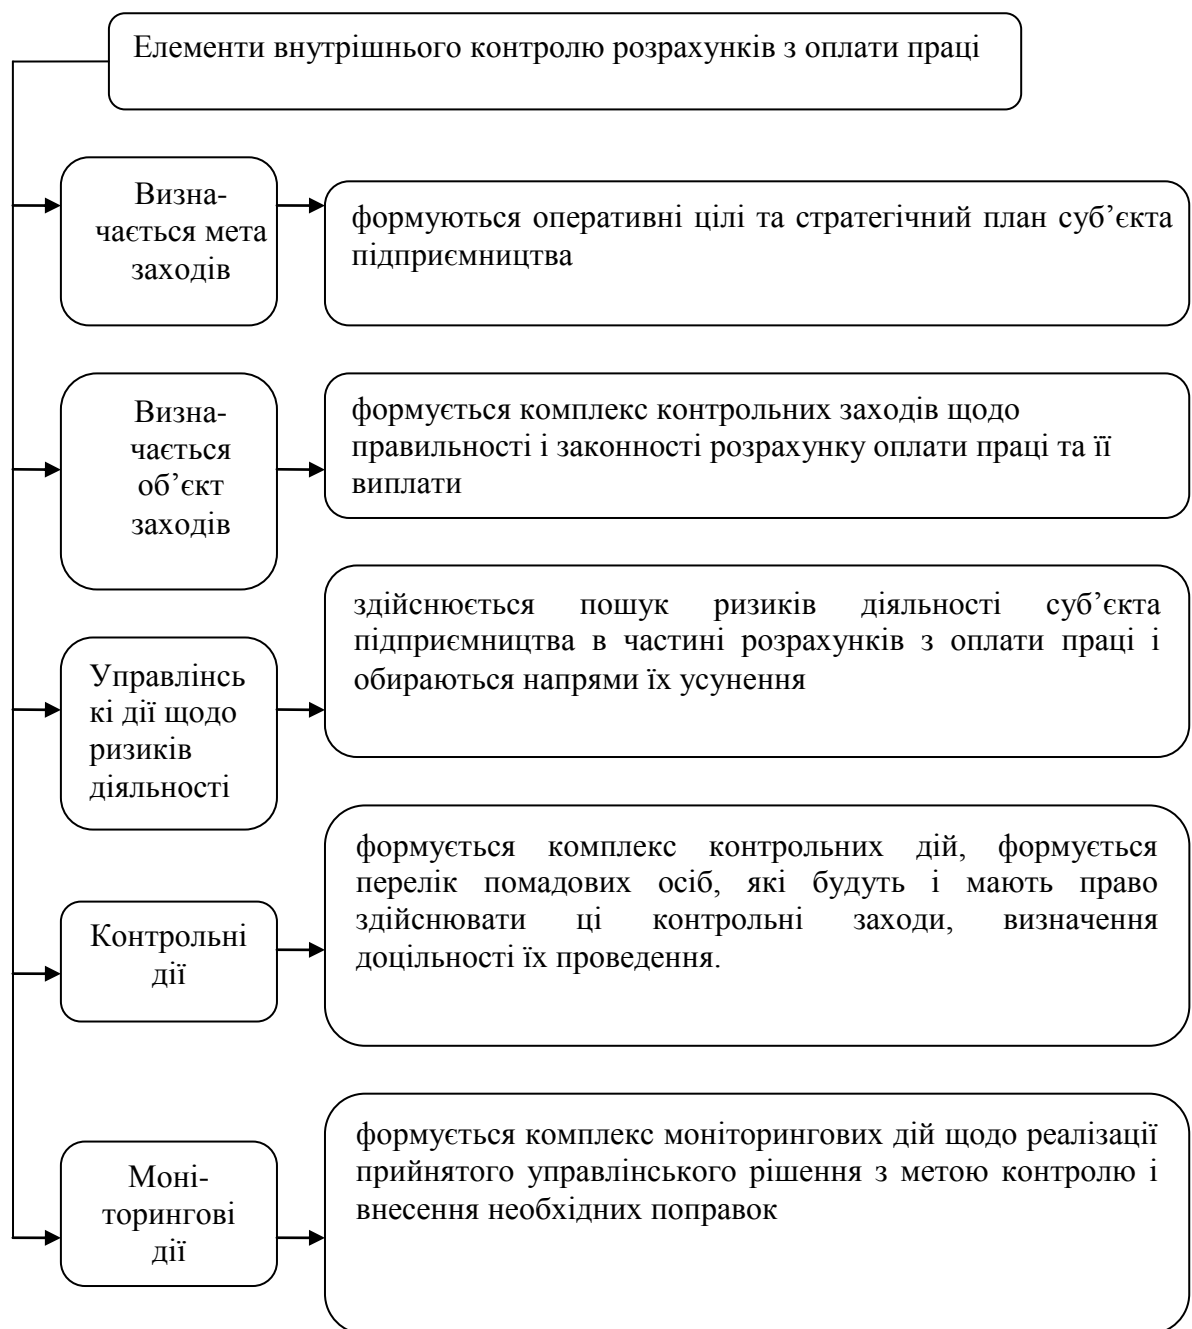 Елементи внутрішнього контролю розрахунків з оплати праці
Визна-
чається мета
заходів
формуються оперативні цілі та стратегічний план суб’єкта
підприємництва
Визна-
чається
об’єкт
заходів
формується комплекс контрольних заходів щодо
правильності і законності розрахунку оплати праці та її
виплати
Управлінсь
кі дії щодо
ризиків
діяльності
здійснюється пошук ризиків діяльності суб’єкта
підприємництва в частині розрахунків з оплати праці і
обираються напрями їх усунення
Контрольні
дії
формується комплекс контрольних дій, формується
перелік помадових осіб, які будуть і мають право
здійснювати ці контрольні заходи, визначення
доцільності їх проведення.
Моні-
торингові
дії
формується комплекс моніторингових дій щодо реалізації
прийнятого управлінського рішення з метою контролю і
внесення необхідних поправок